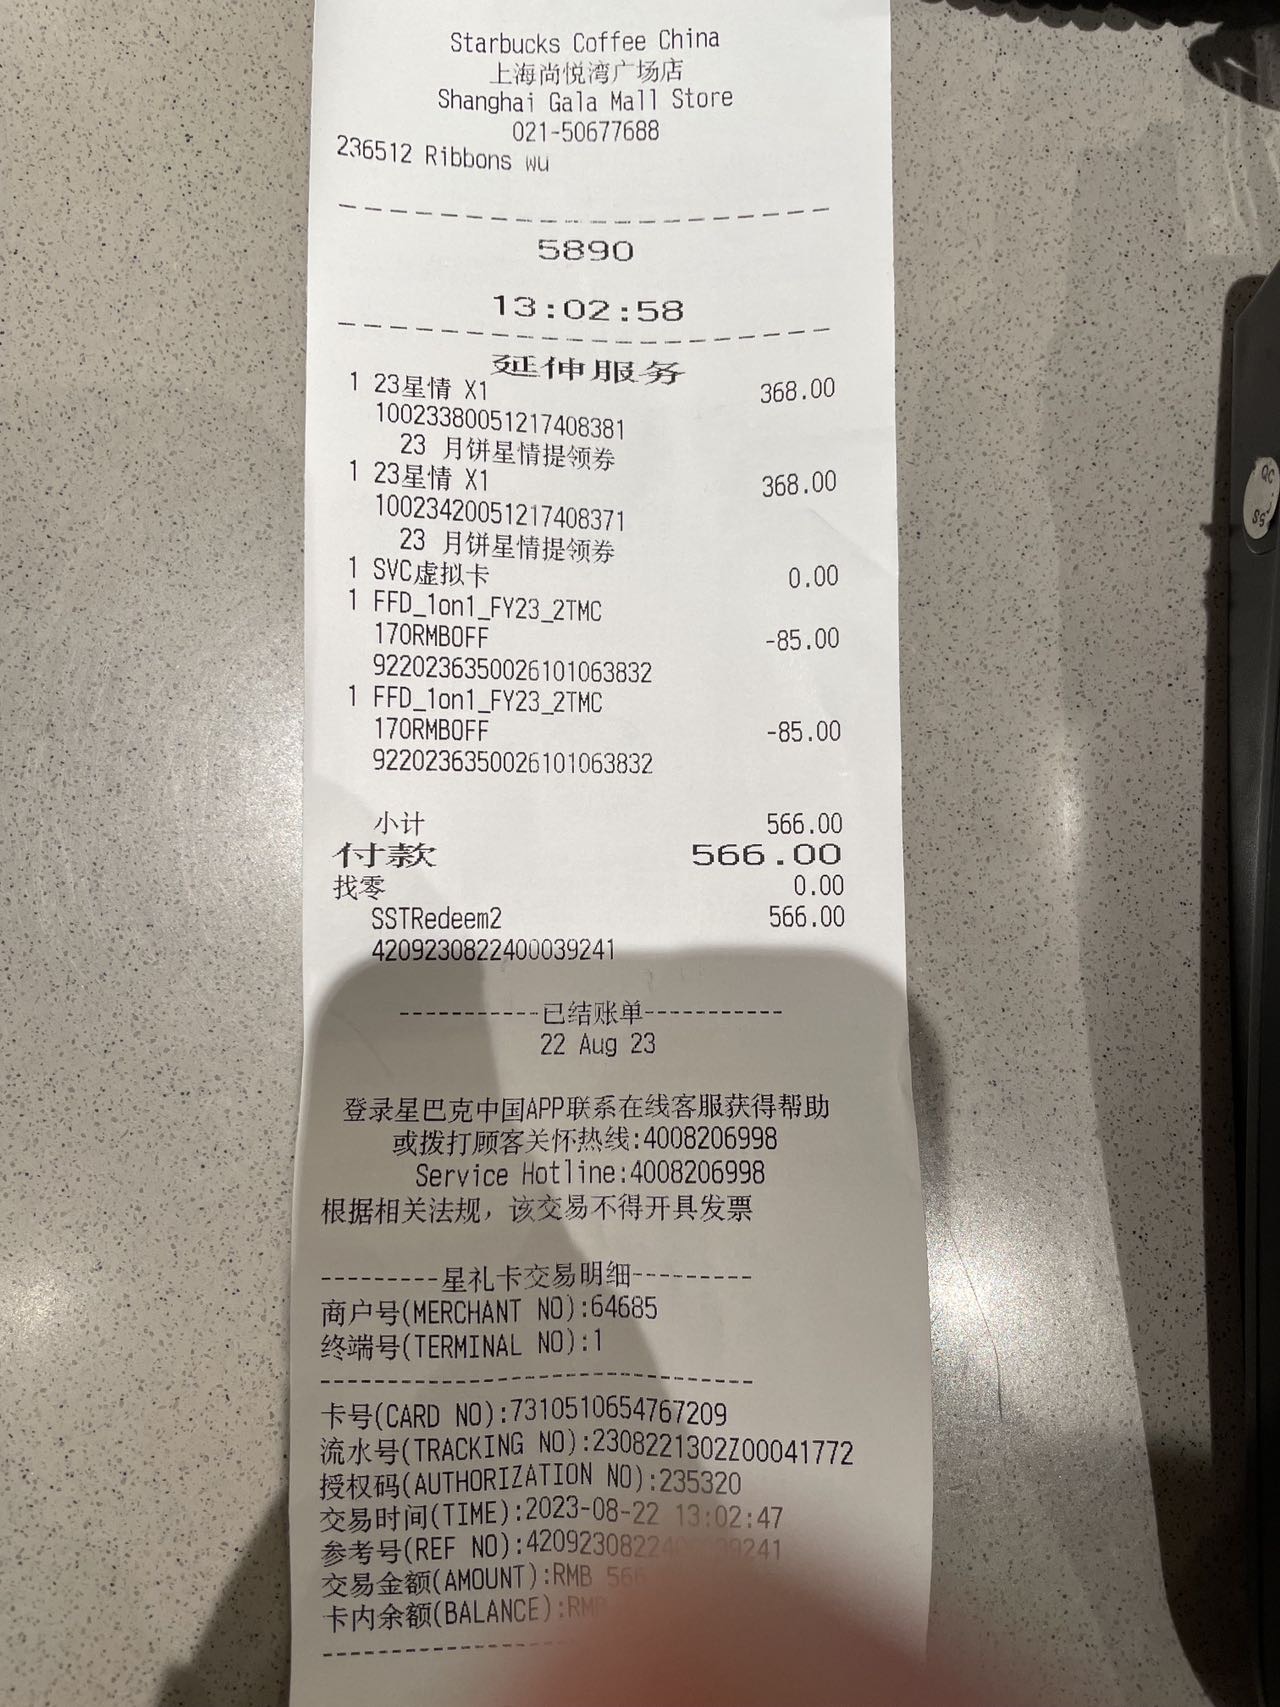 Starbucks Coffee China
上海尚悦湾广场店
Shanghai Gala Mall Store
021-50677688
236512 Ribbons wu
5890
13:02:58
延伸服务
1 23星情 X1 368.00
10023380051217408381
23 月饼星情提领券
1 23星情 X1 368.00
10023420051217408371
23 月饼星情提领券
1 SVC虚拟卡 0.00
1 FFD_1on1_FY23_2TMC
170RMBOFF -85.00
9220236350026101063832
1 FFD_1on1_FY23_2TMC
170RMBOFF -85.00
9220236350026101063832
小计 566.00
付款 566.00
找零 0.00
SSTRedeem2 566.00
4209230822400039241
-----------已结账单-----------
22 Aug 23
登录星巴克中国APP联系在线客服获得帮助
或拨打顾客关怀热线:4008206998
Service Hotline:4008206998
根据相关法规，该交易不得开具发票
---------星礼卡交易明细---------
商户号(MERCHANT NO):64685
终端号(TERMINAL NO):1
卡号(CARD NO):7310510654767209
流水号(TRACKING NO):2308221302Z00041772
授权码(AUTHORIZATION NO):235320
交易时间(TIME):2023-08-22 13:02:47
参考号(REF NO):4209230822400039241
交易金额(AMOUNT):RMB 566
卡内余额(BALANCE):RMB